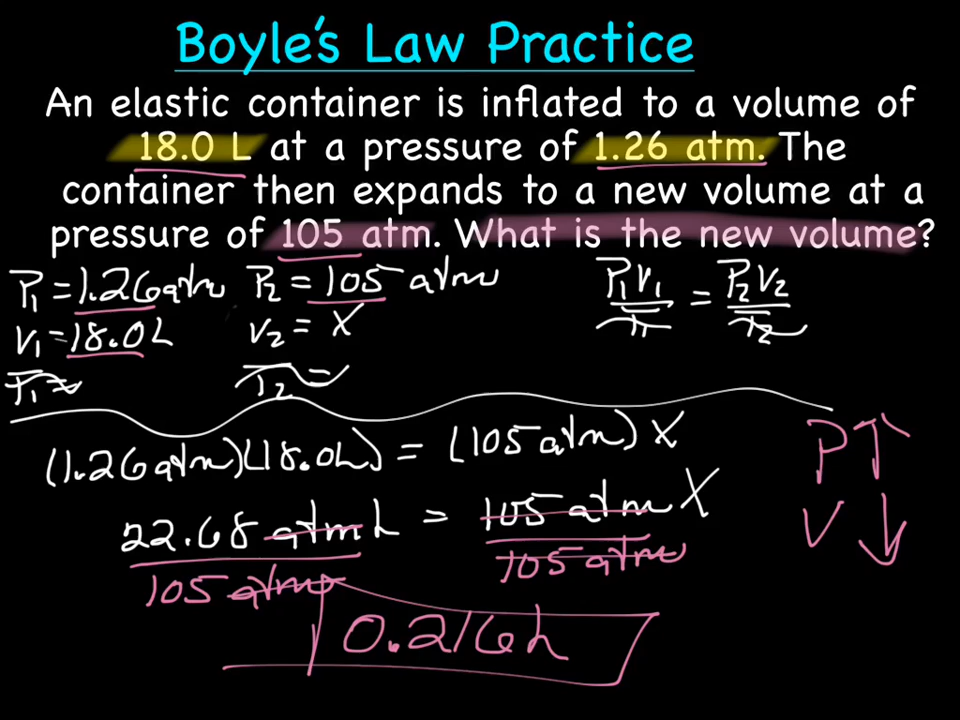 Boyle's Law Practice
An elastic container is inflated to a volume of
18.0 L at a pressure of 1.26 atm. The
container then expands to a new volume at a
pressure of 105 atm. What is the new volume?
P₁ = 1.26 atm P₂ = 105 atm P₁V₁/T₁ = P₂V₂/T₂
V₁ = 18.0 L V₂ = X
T₁ = T₂ =
(1.26 atm)(18.0 L) = (105 atm) X
P↑
22.68 atm L = 105 atm X
V↓
105 atm 105 atm
0.216 L